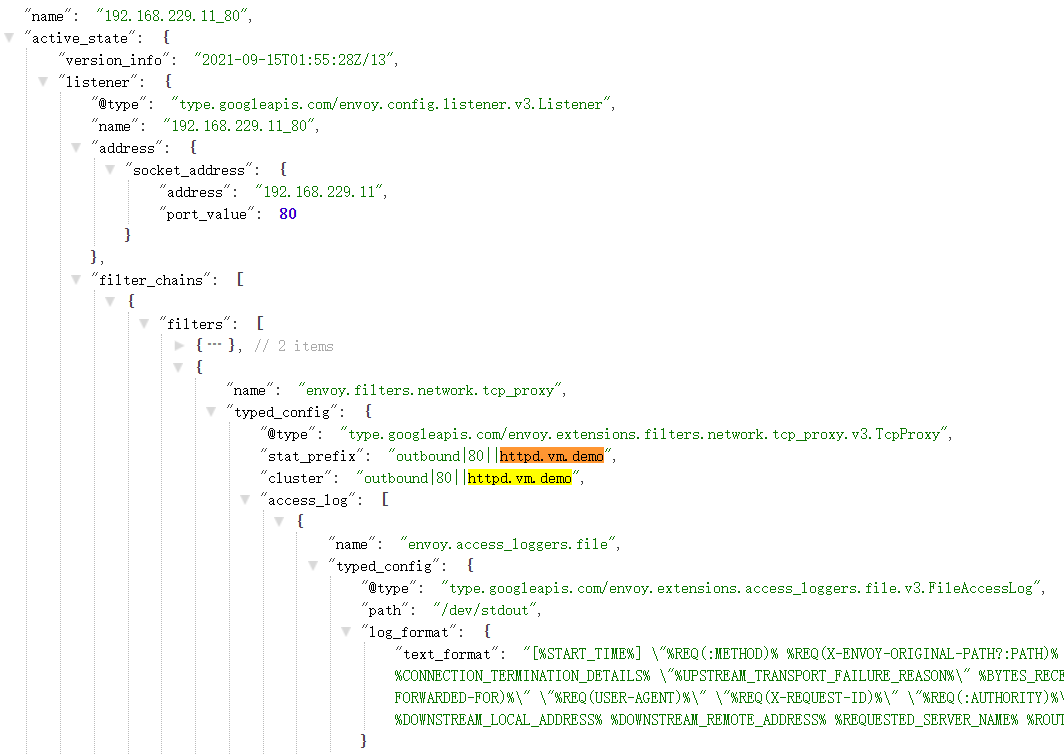 "name": "192.168.229.11_80",
"active_state": {
"version_info": "2021-09-15T01:55:28Z/13",
"listener": {
"@type": "type.googleapis.com/envoy.config.listener.v3.Listener",
"name": "192.168.229.11_80",
"address": {
"socket_address": {
"address": "192.168.229.11",
"port_value": 80
}
},
"filter_chains": [
{
"filters": [
{ ··· }, // 2 items
{
"name": "envoy.filters.network.tcp_proxy",
"typed_config": {
"@type": "type.googleapis.com/envoy.extensions.filters.network.tcp_proxy.v3.TcpProxy",
"stat_prefix": "outbound|80||httpd.vm.demo",
"cluster": "outbound|80||httpd.vm.demo",
"access_log": [
{
"name": "envoy.access_loggers.file",
"typed_config": {
"@type": "type.googleapis.com/envoy.extensions.access_loggers.file.v3.FileAccessLog",
"path": "/dev/stdout",
"log_format": {
"text_format": "[%START_TIME%] \"%REQ(:METHOD)% %REQ(X-ENVOY-ORIGINAL-PATH?:PATH)%
%CONNECTION_TERMINATION_DETAILS% \"%UPSTREAM_TRANSPORT_FAILURE_REASON%\" %BYTES_RECE
FORWARDED-FOR)%\" \"%REQ(USER-AGENT)%\" \"%REQ(X-REQUEST-ID)%\" \"%REQ(:AUTHORITY)%\
%DOWNSTREAM_LOCAL_ADDRESS% %DOWNSTREAM_REMOTE_ADDRESS% %REQUESTED_SERVER_NAME% %ROUT
}